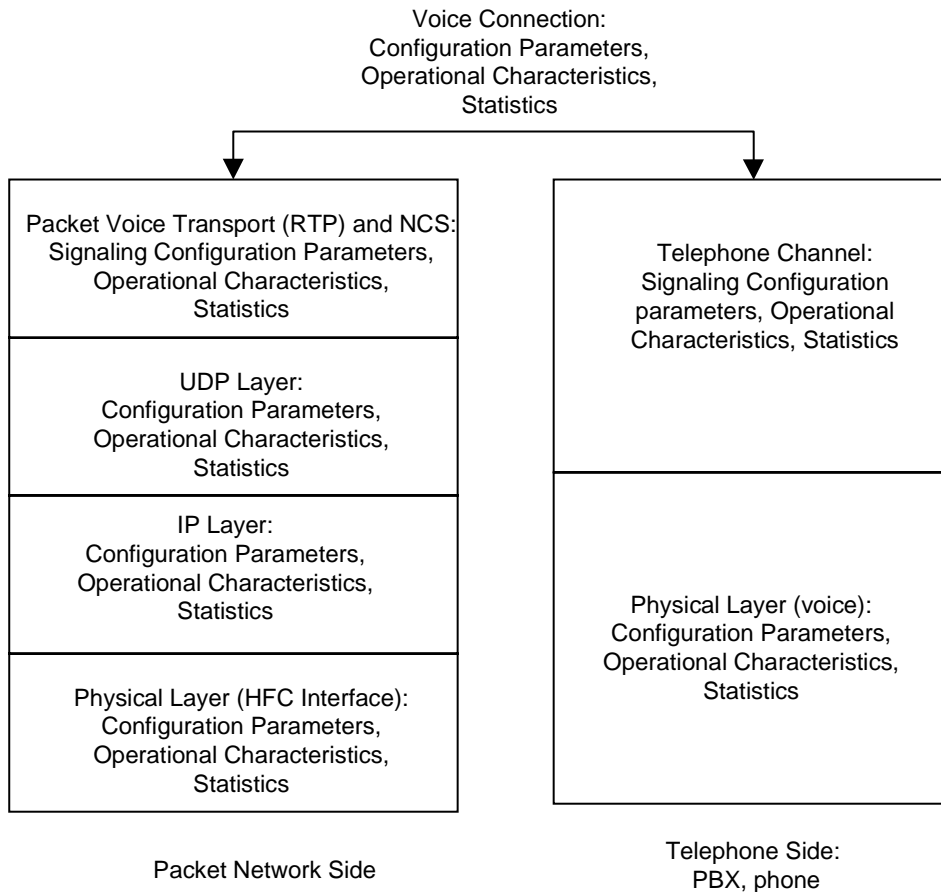 Voice Connection:
Configuration Parameters,
Operational Characteristics,
Statistics
Packet Voice Transport (RTP) and NCS:
Signaling Configuration Parameters,
Operational Characteristics,
Statistics
UDP Layer:
Configuration Parameters,
Operational Characteristics,
Statistics
IP Layer:
Configuration Parameters,
Operational Characteristics,
Statistics
Physical Layer (HFC Interface):
Configuration Parameters,
Operational Characteristics,
Statistics
Packet Network Side
Telephone Channel:
Signaling Configuration
parameters, Operational
Characteristics, Statistics
Physical Layer (voice):
Configuration Parameters,
Operational Characteristics,
Statistics
Telephone Side:
PBX, phone